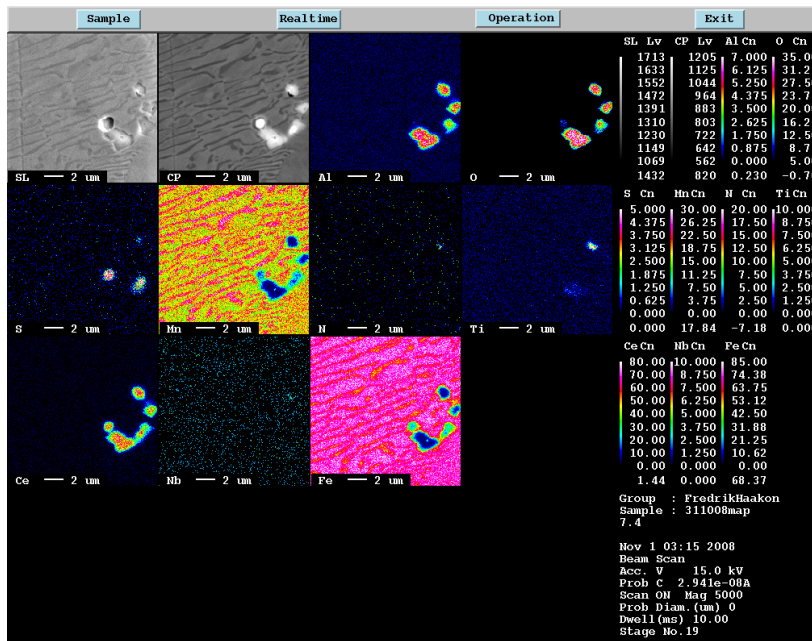 Sample Realtime Operation Exit
SL 2 um
CP 2 um
Al 2 um
O 2 um
S 2 um
Mn 2 um
N 2 um
Ti 2 um
Ce 2 um
Nb 2 um
Fe 2 um
SL Lv CP Lv Al Cn O Cn
1713 1205 7.000 35.00
1633 1125 6.125 31.2
1552 1044 5.250 27.5
1472 964 4.375 23.7
1391 883 3.500 20.0
1310 803 2.625 16.2
1230 722 1.750 12.5
1149 642 0.875 8.7
1069 562 0.000 5.0
1432 820 0.230 -0.7
S Cn Mn Cn N Cn Ti Cn
5.000 30.00 20.00 10.00
4.375 26.25 17.50 8.75
3.750 22.50 15.00 7.50
3.125 18.75 12.50 6.25
2.500 15.00 10.00 5.00
1.875 11.25 7.50 3.75
1.250 7.50 5.00 2.50
0.625 3.75 2.50 1.25
0.000 0.00 0.00 0.00
0.000 17.84 -7.18 0.00
Ce Cn Nb Cn Fe Cn
80.00 10.000 85.00
70.00 8.750 74.38
60.00 7.500 63.75
50.00 6.250 53.12
40.00 5.000 42.50
30.00 3.750 31.88
20.00 2.500 21.25
10.00 1.250 10.62
0.00 0.00 0.00
1.44 0.000 68.37
Group : FredrikHaakon
Sample : 311008map
7.4
Nov 1 03:15 2008
Beam Scan
Acc. V 15.0 kV
Prob C 2.941e-08A
Scan ON Mag 5000
Prob Diam.(um) 0
Dwell(ms) 10.00
Stage No.19